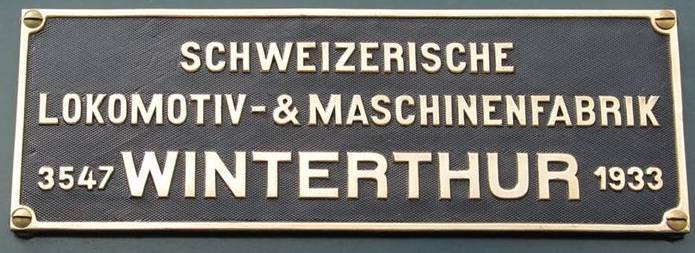 SCHWEIZERISCHE
LOKOMOTIV-&MASCHINENFABRIK
3547 WINTERTHUR 1933